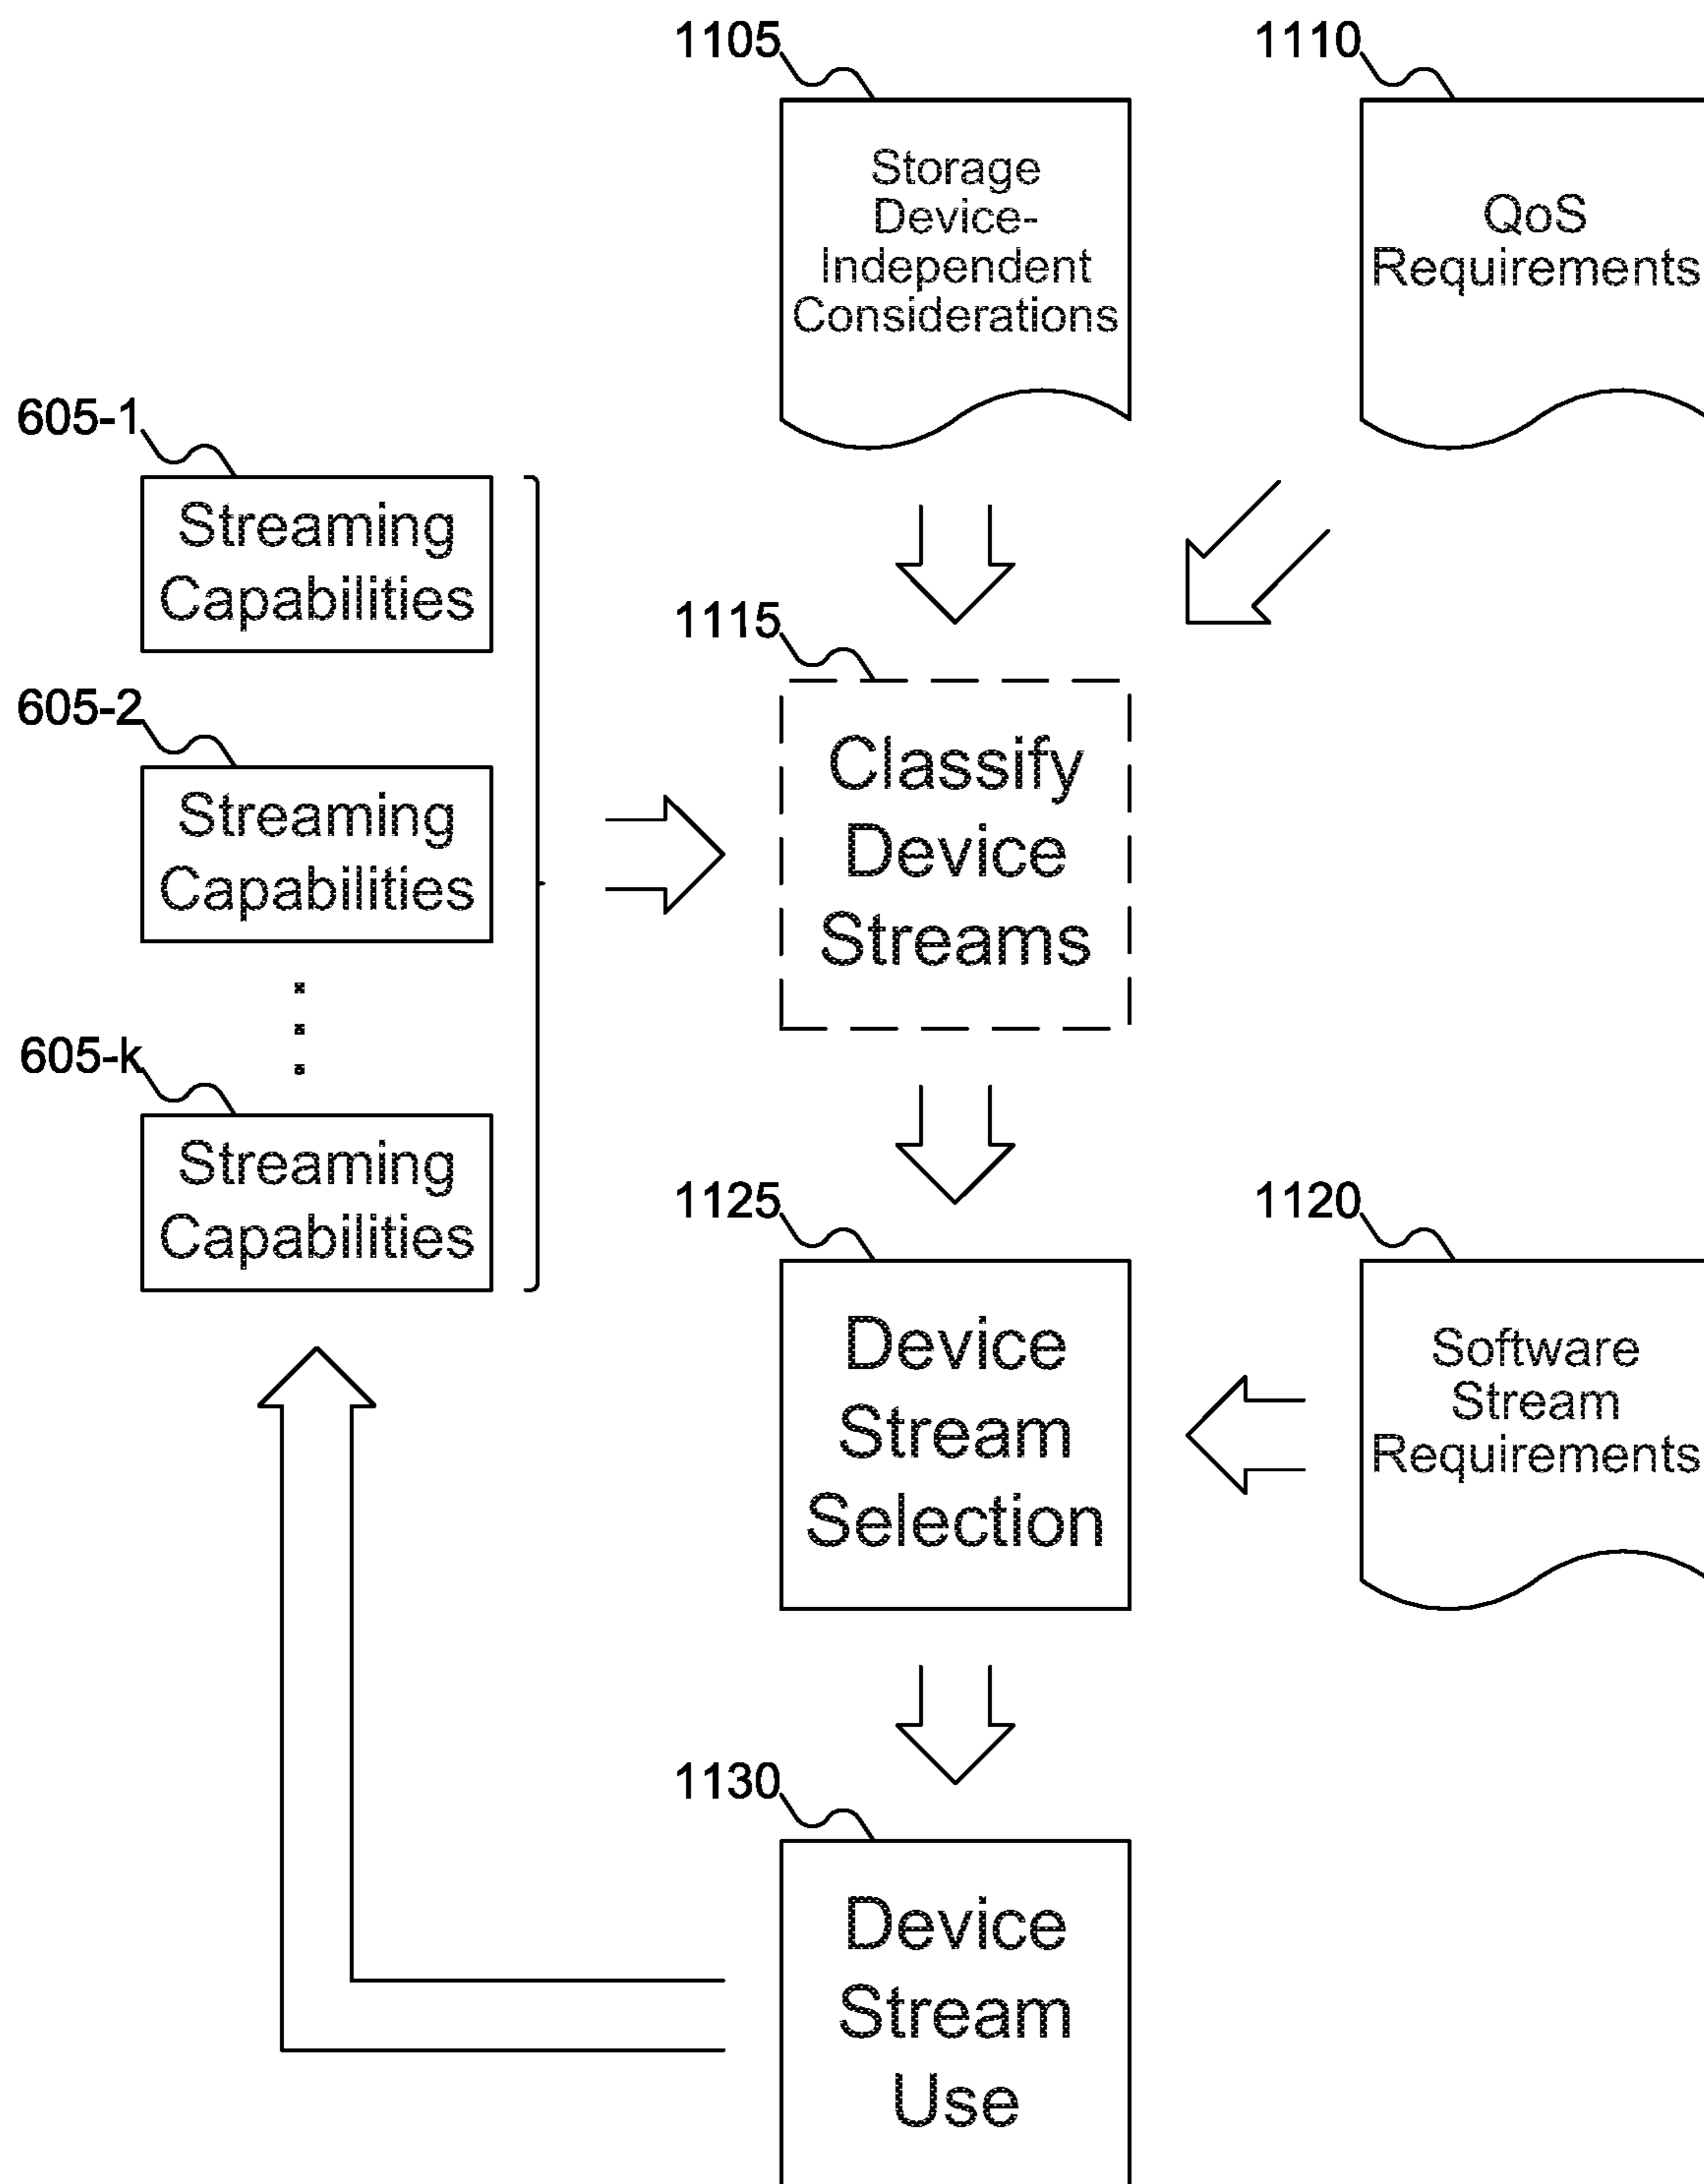 1105
1110
Storage
Device-
Independent
Considerations
QoS
Requirements
605-1
Streaming
Capabilities
1115
605-2
Streaming
Capabilities
Classify
Device
Streams
605-k
Streaming
Capabilities
1125
1120
Device
Stream
Selection
Software
Stream
Requirements
1130
Device
Stream
Use